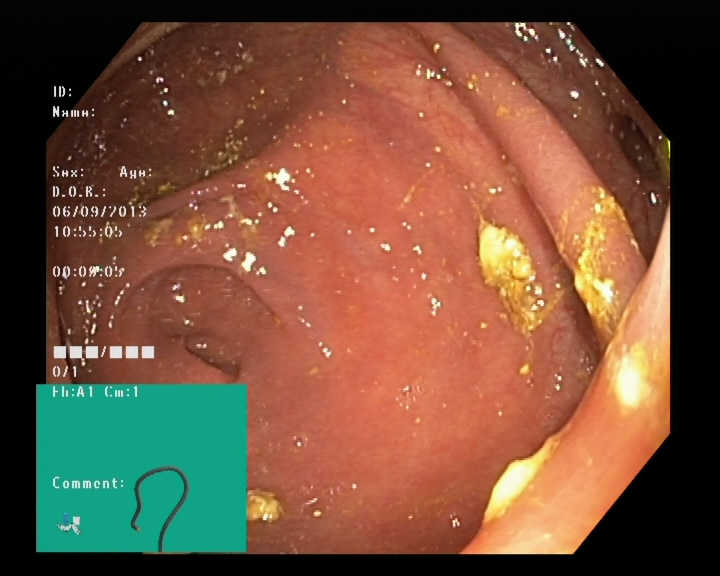 ID:
Name:
Sex: Age:
D.O.B.:
06/09/2013
10:55:05
00:09:05
■■■/■■■
0/1
Eh:A1 Cm:1
Comment: